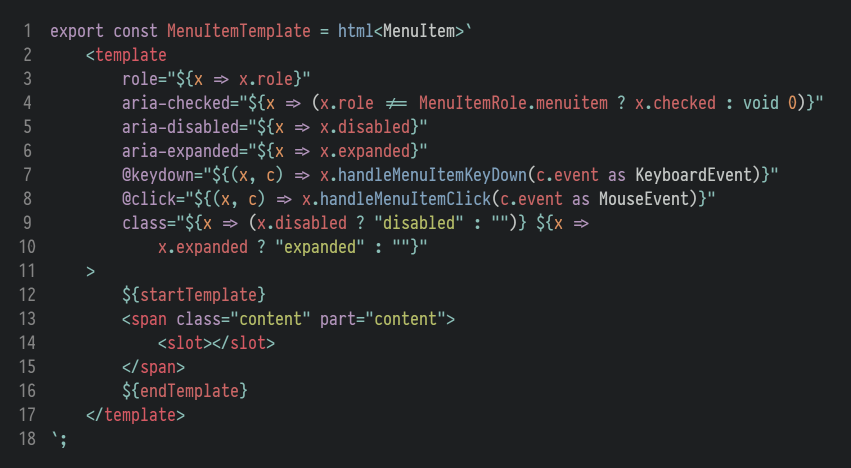 1 export const MenuItemTemplate = html<MenuItem>`
2     <template
3         role="${x => x.role}"
4         aria-checked="${x => (x.role !== MenuItemRole.menuitem ? x.checked : void 0)}"
5         aria-disabled="${x => x.disabled}"
6         aria-expanded="${x => x.expanded}"
7         @keydown="${(x, c) => x.handleMenuItemKeyDown(c.event as KeyboardEvent)}"
8         @click="${(x, c) => x.handleMenuItemClick(c.event as MouseEvent)}"
9         class="${x => (x.disabled ? "disabled" : "")} ${x =>
10             x.expanded ? "expanded" : ""}"
11     >
12         ${startTemplate}
13         <span class="content" part="content">
14             <slot></slot>
15         </span>
16         ${endTemplate}
17     </template>
18 `;